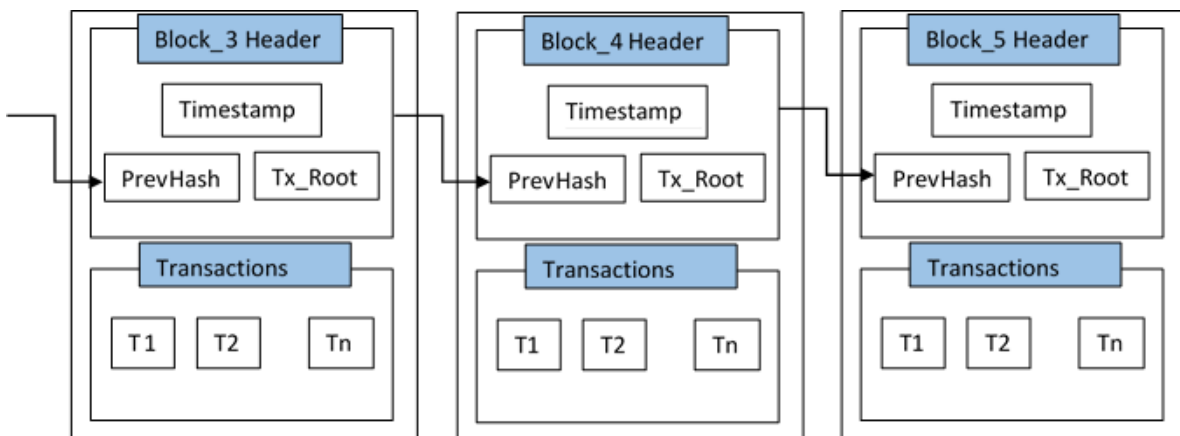 Block_3 Header
Timestamp
PrevHash
Tx_Root
Transactions
T1
T2
Tn
Block_4 Header
Timestamp
PrevHash
Tx_Root
Transactions
T1
T2
Tn
Block_5 Header
Timestamp
PrevHash
Tx_Root
Transactions
T1
T2
Tn